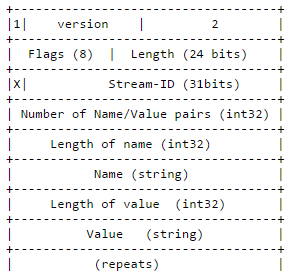 +------------------------------------+
|1|    version    |         2        |
+------------------------------------+
|  Flags (8)  |  Length (24 bits)    |
+------------------------------------+
|X|           Stream-ID (31bits)     |
+------------------------------------+
| Number of Name/Value pairs (int32) |
+------------------------------------+
|     Length of name (int32)         |
+------------------------------------+
|           Name (string)            |
+------------------------------------+
|     Length of value  (int32)       |
+------------------------------------+
|          Value   (string)          |
+------------------------------------+
|           (repeats)                |